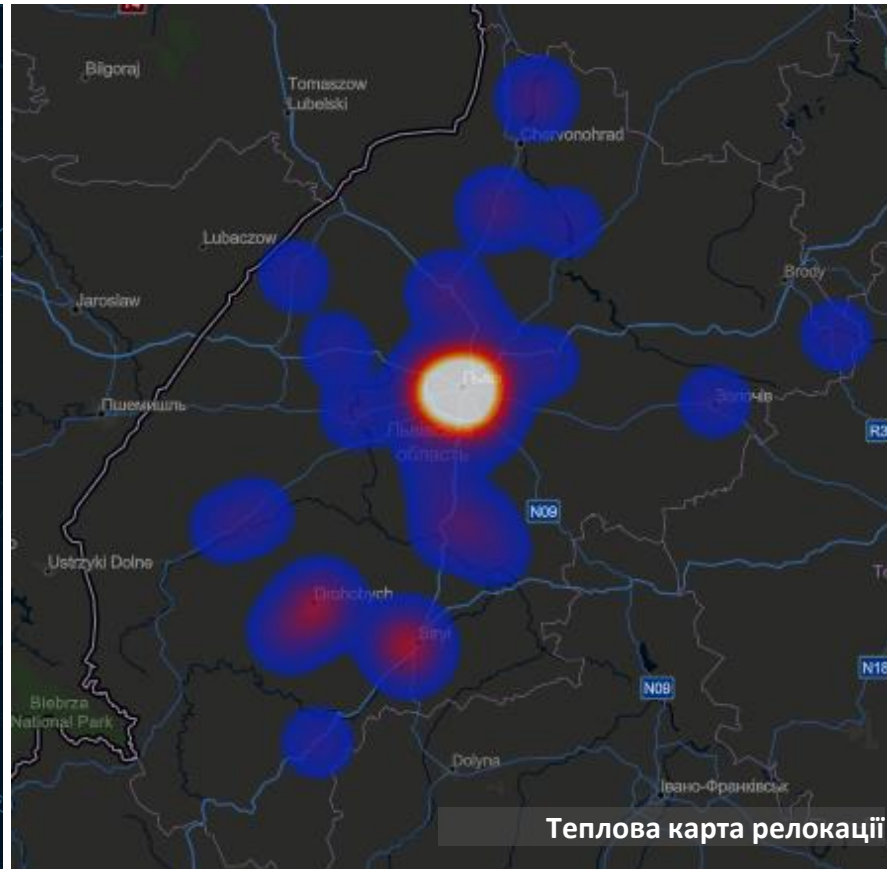 Bilgoraj
Tomaszow
Lubelski
Chervonohrad
Lubaczow
Brody
Jaroslaw
Львів
Пшемишль
Золочів
Львівська
область
N09
Ustrzyki Dolne
Drohobych
Stryi
N18
N09
Biebrza
National Park
Dolyna
Івано-Франківськ
Теплова карта релокації